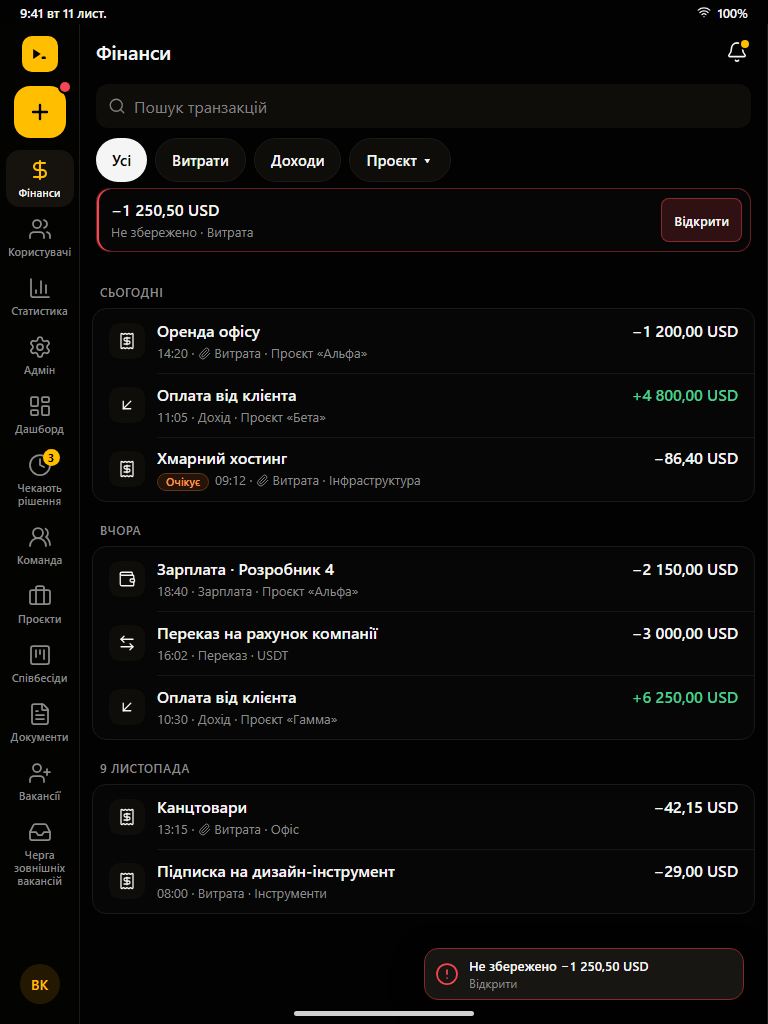 9:41 вт 11 лист.
100%
Фінанси
Користувачі
Статистика
Адмін
Дашборд
3
Чекають
рішення
Команда
Проєкти
Співбесіди
Документи
Вакансії
Черга
зовнішніх
вакансій
ВК
Фінанси
Пошук транзакцій
Усі
Витрати
Доходи
Проєкт
−1 250,50 USD
Не збережено · Витрата
Відкрити
СЬОГОДНІ
Оренда офісу
−1 200,00 USD
14:20 · Витрата · Проєкт «Альфа»
Оплата від клієнта
+4 800,00 USD
11:05 · Дохід · Проєкт «Бета»
Хмарний хостинг
−86,40 USD
Очікує 09:12 · Витрата · Інфраструктура
ВЧОРА
Зарплата · Розробник 4
−2 150,00 USD
18:40 · Зарплата · Проєкт «Альфа»
Переказ на рахунок компанії
−3 000,00 USD
16:02 · Переказ · USDT
Оплата від клієнта
+6 250,00 USD
10:30 · Дохід · Проєкт «Гамма»
9 ЛИСТОПАДА
Канцтовари
−42,15 USD
13:15 · Витрата · Офіс
Підписка на дизайн-інструмент
−29,00 USD
08:00 · Витрата · Інструменти
Не збережено −1 250,50 USD
Відкрити